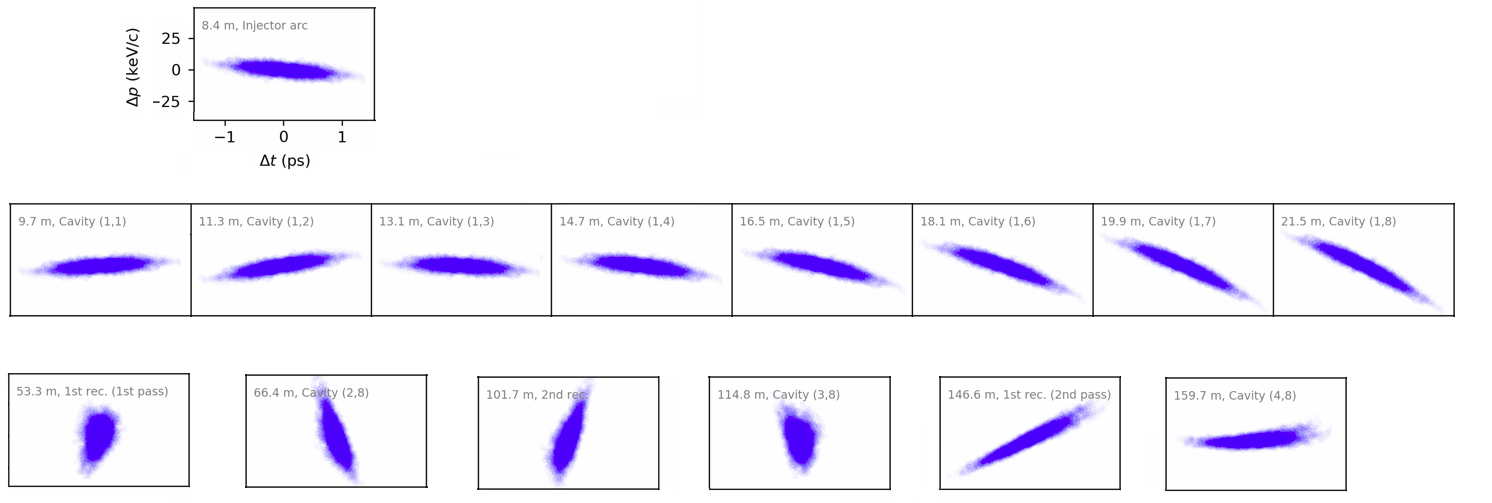 8.4 m, Injector arc
25
0
−25
Δp (keV/c)
−1 0 1
Δt (ps)
9.7 m, Cavity (1,1) 11.3 m, Cavity (1,2) 13.1 m, Cavity (1,3) 14.7 m, Cavity (1,4) 16.5 m, Cavity (1,5) 18.1 m, Cavity (1,6) 19.9 m, Cavity (1,7) 21.5 m, Cavity (1,8)
53.3 m, 1st rec. (1st pass) 66.4 m, Cavity (2,8) 101.7 m, 2nd rec. 114.8 m, Cavity (3,8) 146.6 m, 1st rec. (2nd pass) 159.7 m, Cavity (4,8)